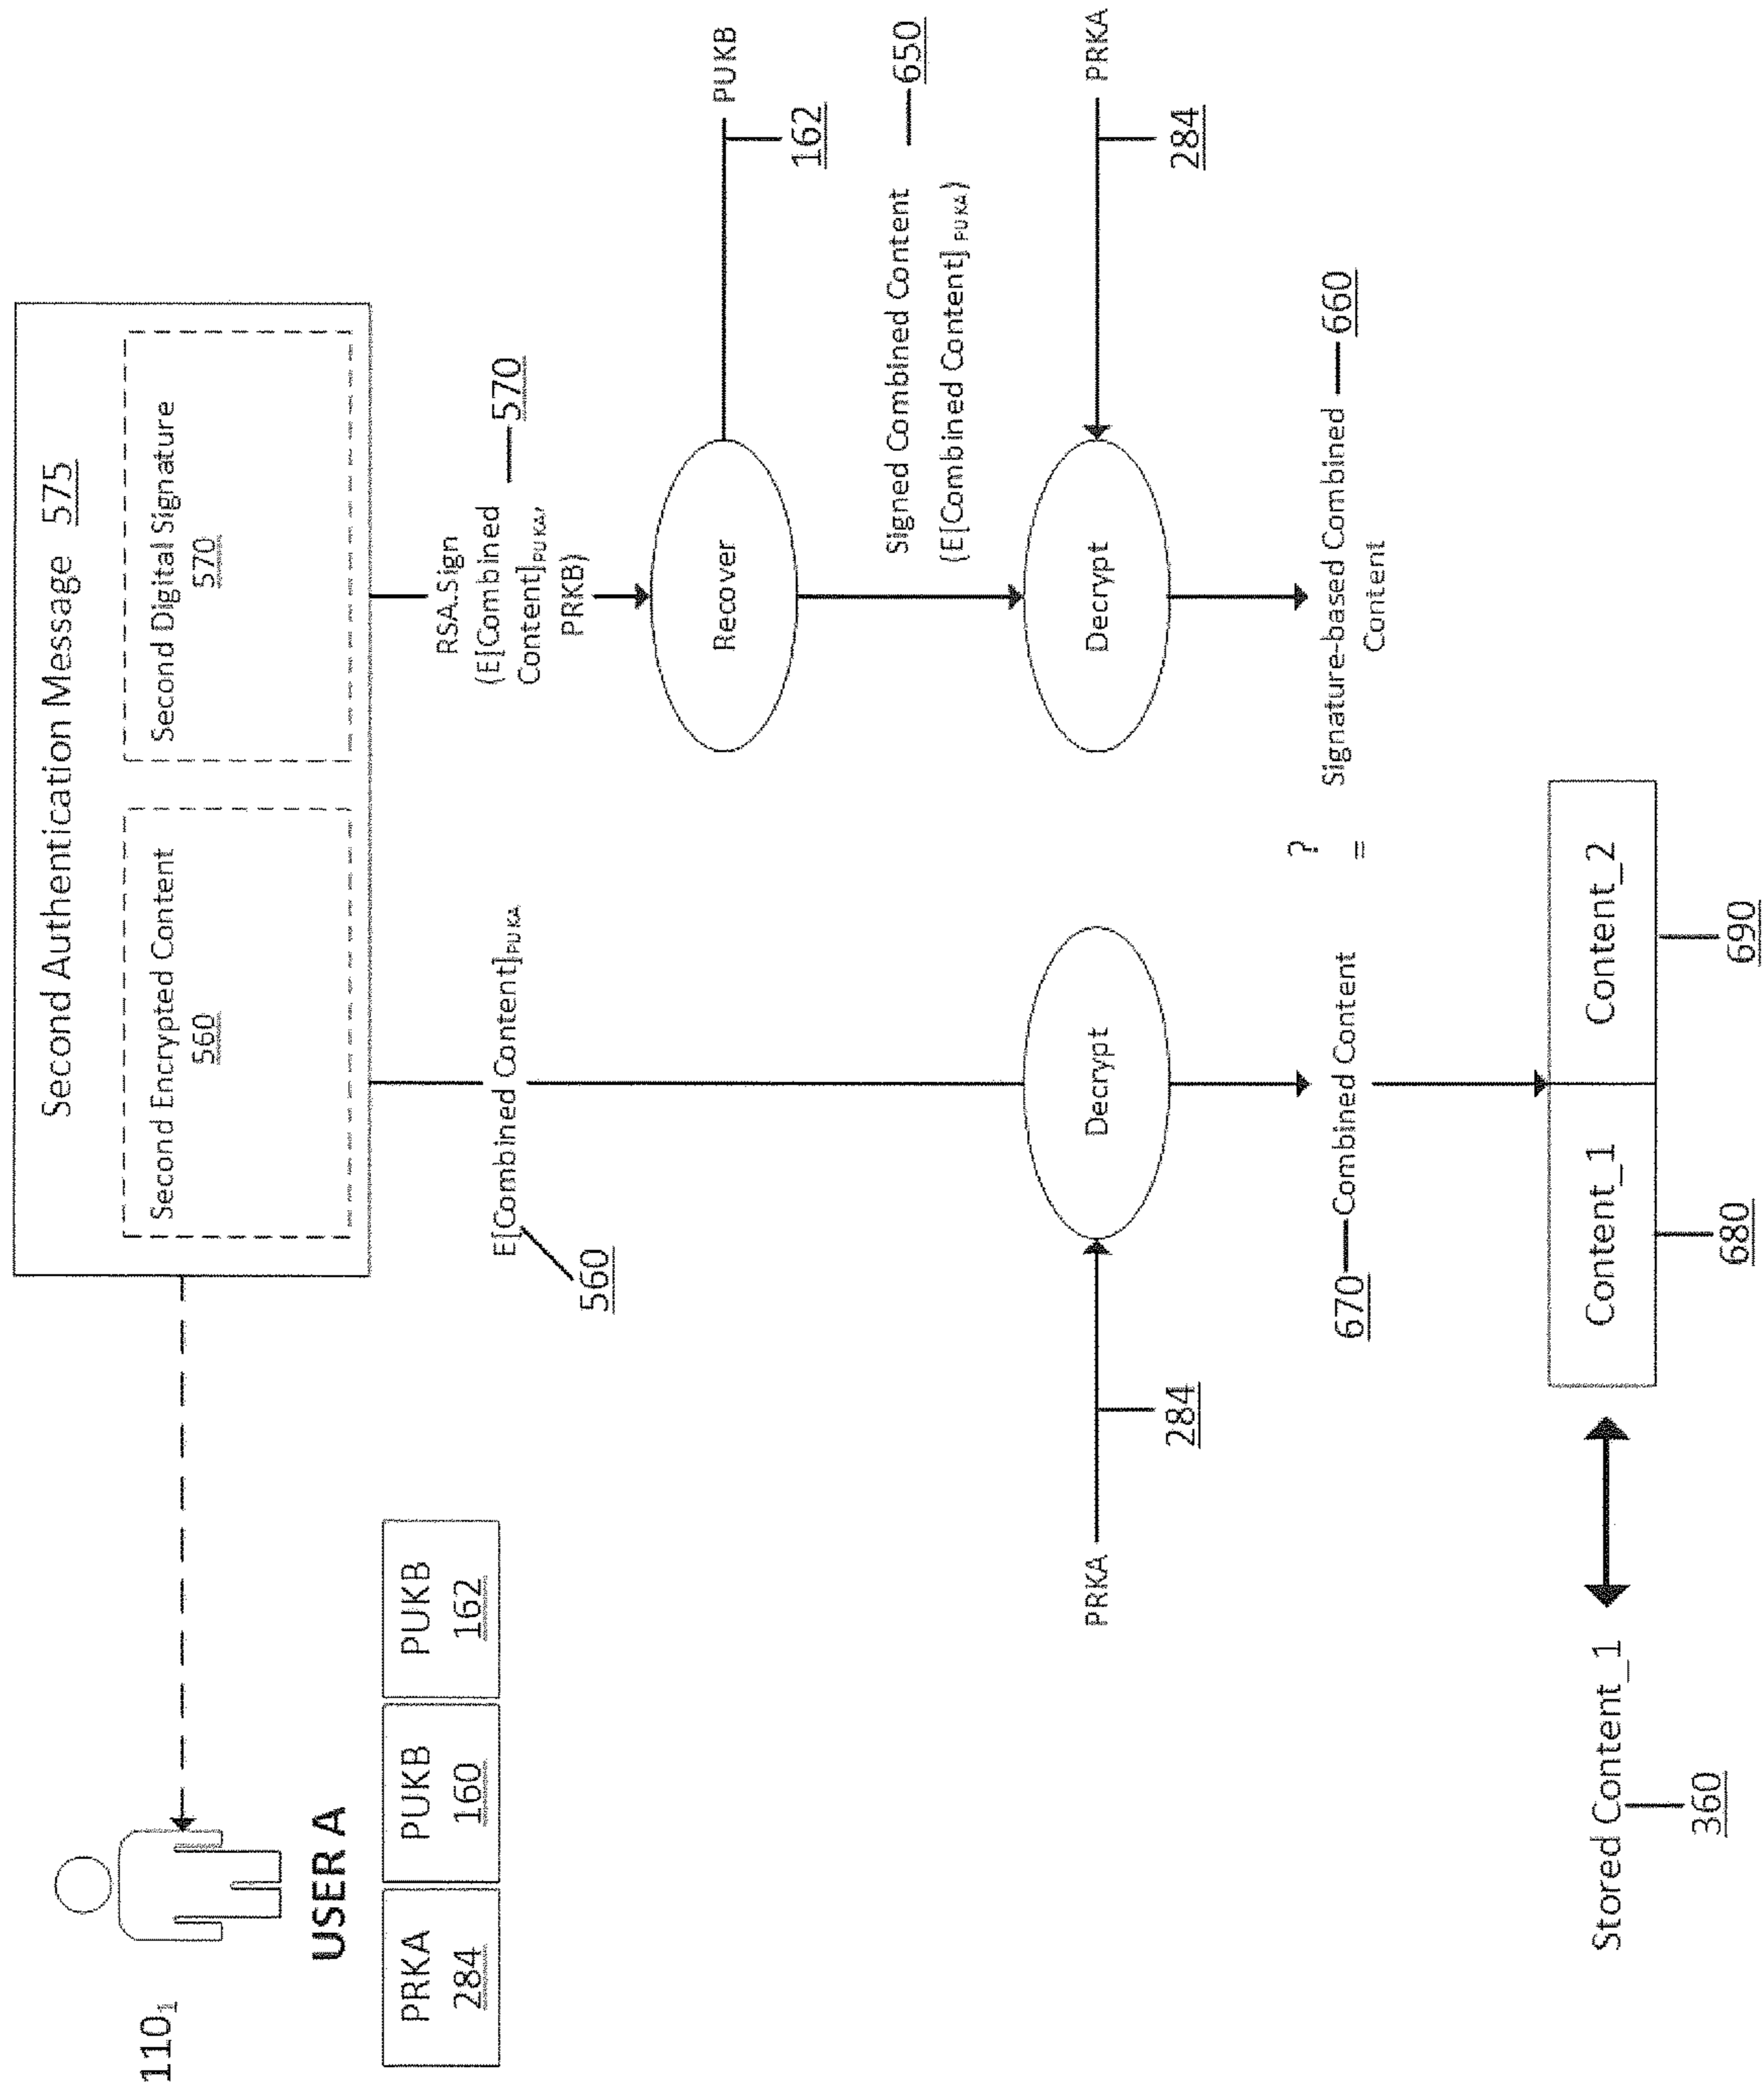 110₁
USER A
PRKA
284
PUKB
160
PUKB
162
Second Authentication Message 575
Second Encrypted Content
560
Second Digital Signature
570
E[Combined Content]PUKA
560
RSA.Sign
(E[Combined
Content]PUKA,
PRKB)
570
Recover
PUKB
162
Signed Combined Content
(E[Combined Content]PUKA)
650
PRKA
284
Decrypt
Decrypt
PRKA
284
670
Combined Content
?
=
Signature-based Combined
Content
660
Stored Content_1
360
Content_1
680
Content_2
690